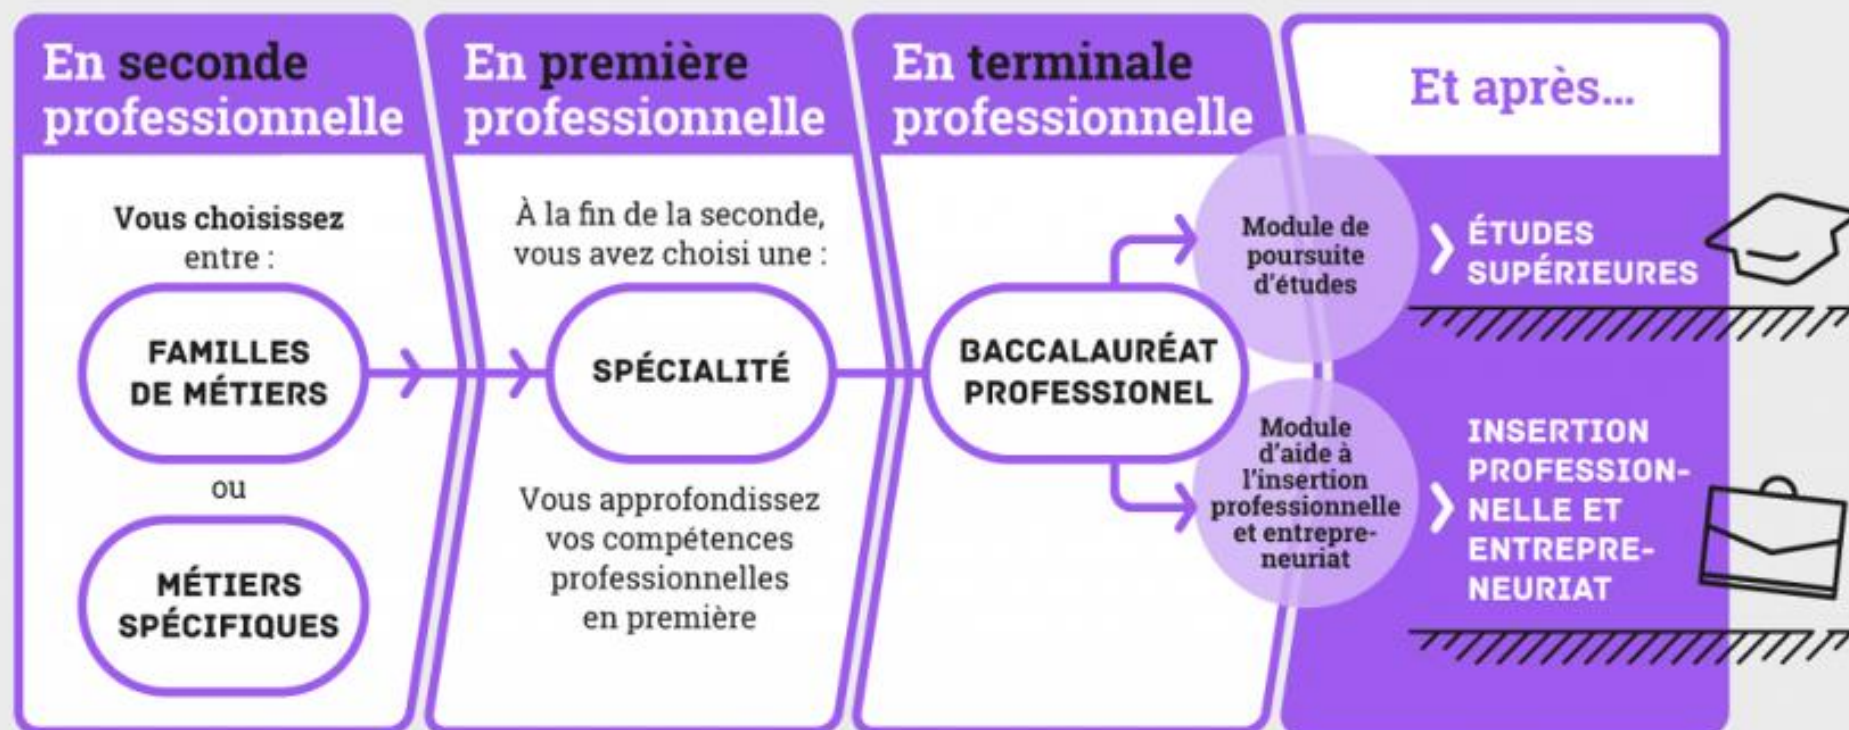 En seconde
professionnelle
Vous choisissez
entre :
FAMILLES
DE MÉTIERS
ou
MÉTIERS
SPÉCIFIQUES
En première
professionnelle
À la fin de la seconde,
vous avez choisi une :
SPÉCIALITÉ
Vous approfondissez
vos compétences
professionnelles
en première
En terminale
professionnelle
BACCALAURÉAT
PROFESSIONEL
Module de
poursuite
d'études
Module
d'aide à
l'insertion
professionnelle
et entrepre-
neuriat
Et après...
ÉTUDES
SUPÉRIEURES
INSERTION
PROFESSION-
NELLE ET
ENTREPRE-
NEURIAT